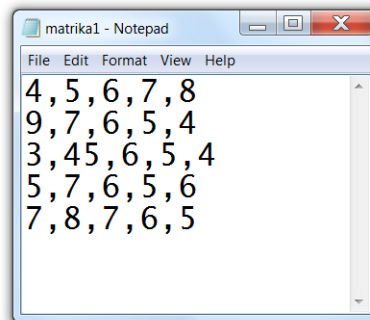 matrika1 - Notepad
File Edit Format View Help
4,5,6,7,8
9,7,6,5,4
3,45,6,5,4
5,7,6,5,6
7,8,7,6,5